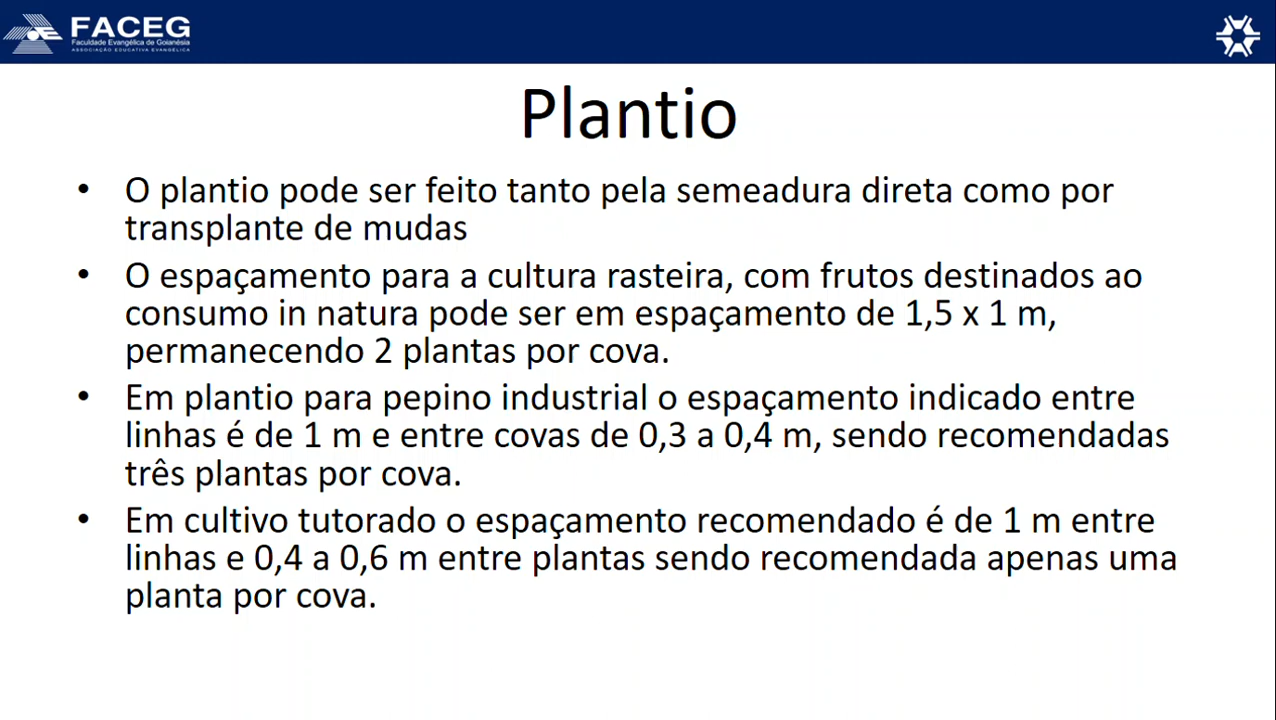 FACEG
Faculdade Evangélica de Goianésia
ASSOCIAÇÃO EDUCATIVA EVANGÉLICA
Plantio
• O plantio pode ser feito tanto pela semeadura direta como por
transplante de mudas
• O espaçamento para a cultura rasteira, com frutos destinados ao
consumo in natura pode ser em espaçamento de 1,5 x 1 m,
permanecendo 2 plantas por cova.
• Em plantio para pepino industrial o espaçamento indicado entre
linhas é de 1 m e entre covas de 0,3 a 0,4 m, sendo recomendadas
três plantas por cova.
• Em cultivo tutorado o espaçamento recomendado é de 1 m entre
linhas e 0,4 a 0,6 m entre plantas sendo recomendada apenas uma
planta por cova.